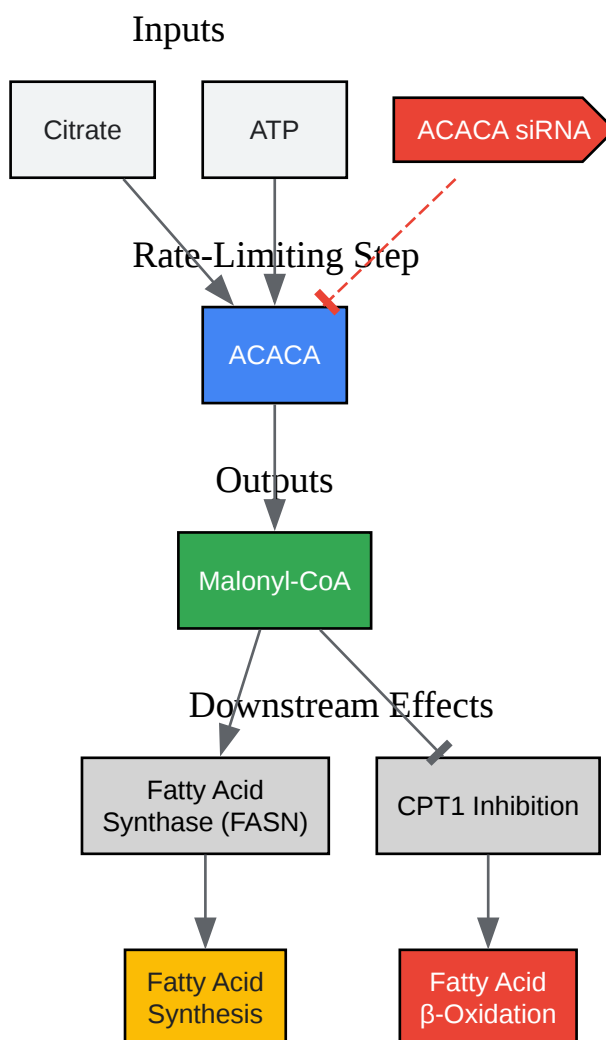 Inputs
Citrate
ATP
ACACA siRNA
Rate-Limiting Step
ACACA
Outputs
Malonyl-CoA
Downstream Effects
Fatty Acid
Synthase (FASN)
CPT1 Inhibition
Fatty Acid
Synthesis
Fatty Acid
β-Oxidation